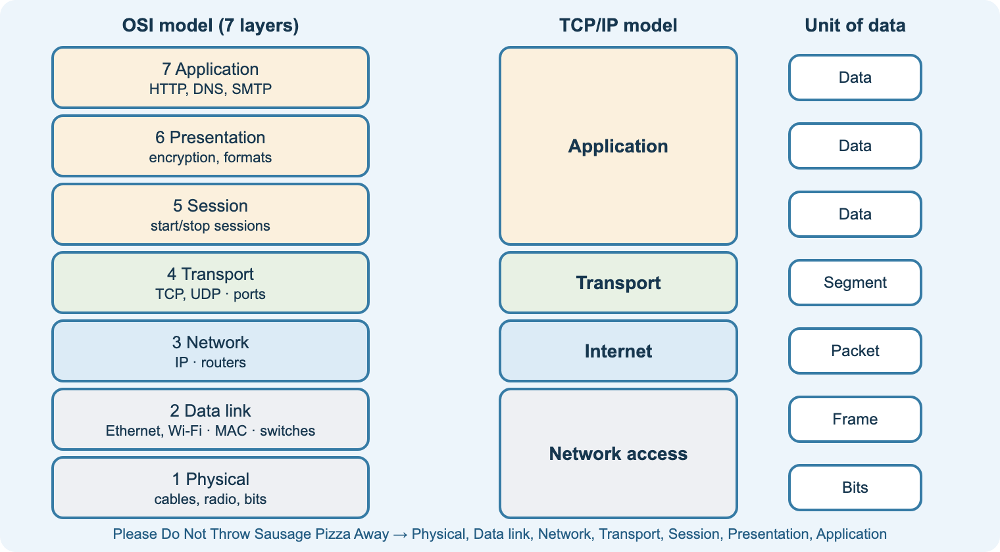 OSI model (7 layers)
TCP/IP model
Unit of data
7 Application
HTTP, DNS, SMTP
6 Presentation
encryption, formats
5 Session
start/stop sessions
4 Transport
TCP, UDP · ports
3 Network
IP · routers
2 Data link
Ethernet, Wi-Fi · MAC · switches
1 Physical
cables, radio, bits
Application
Transport
Internet
Network access
Data
Data
Data
Segment
Packet
Frame
Bits
Please Do Not Throw Sausage Pizza Away → Physical, Data link, Network, Transport, Session, Presentation, Application